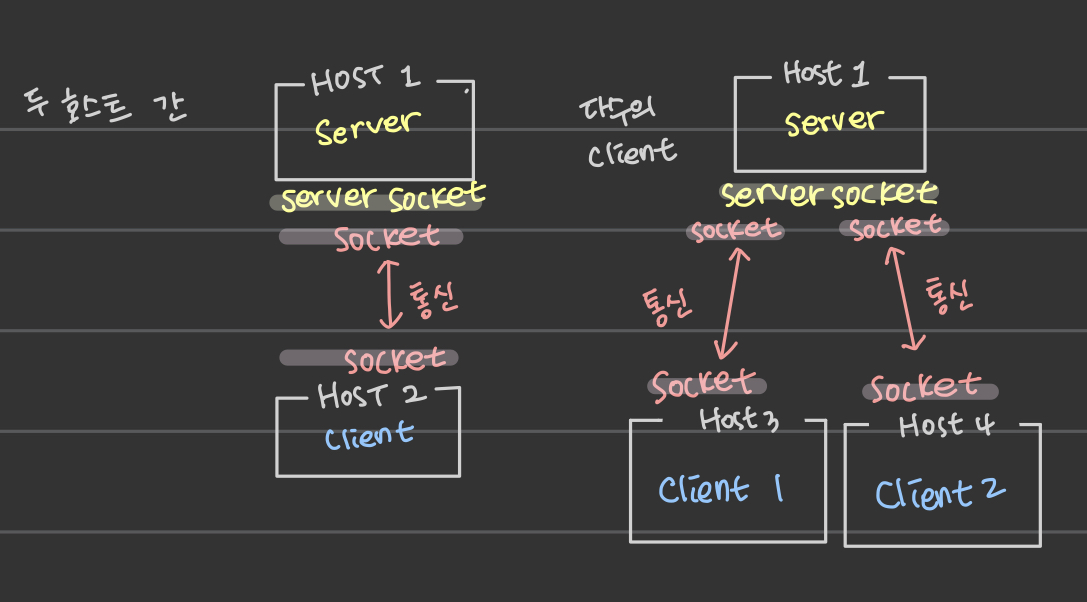 두 호스트 간
HOST 1
Server
server socket
socket
통신
socket
HOST 2
client
다수의
client
Host 1
server
server socket
socket
socket
통신
통신
socket
socket
Host 3
Host 4
Client 1
Client 2